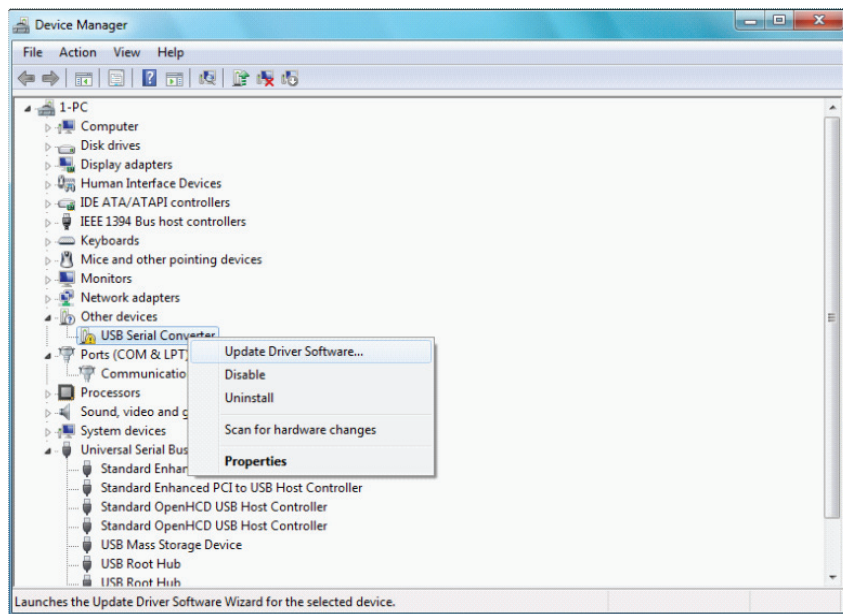 Device Manager
File Action View Help
1-PC
Computer
Disk drives
Display adapters
Human Interface Devices
IDE ATA/ATAPI controllers
IEEE 1394 Bus host controllers
Keyboards
Mice and other pointing devices
Monitors
Network adapters
Other devices
USB Serial Converter
Update Driver Software...
Ports (COM & LPT)
Communicatio
Disable
Processors
Uninstall
Sound, video and g
System devices
Scan for hardware changes
Universal Serial Bus
Properties
Standard Enhan
Standard Enhanced PCI to USB Host Controller
Standard OpenHCD USB Host Controller
Standard OpenHCD USB Host Controller
USB Mass Storage Device
USB Root Hub
USB Root Hub
Launches the Update Driver Software Wizard for the selected device.